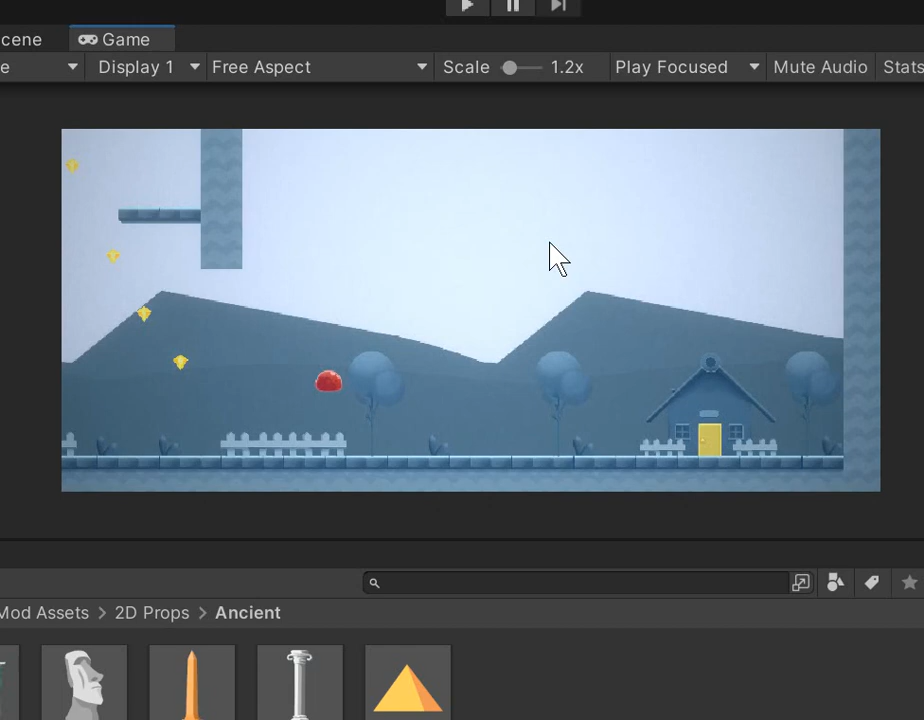 cene
Game
e
Display 1
Free Aspect
Scale
1.2x
Play Focused
Mute Audio
Stats
Mod Assets > 2D Props > Ancient